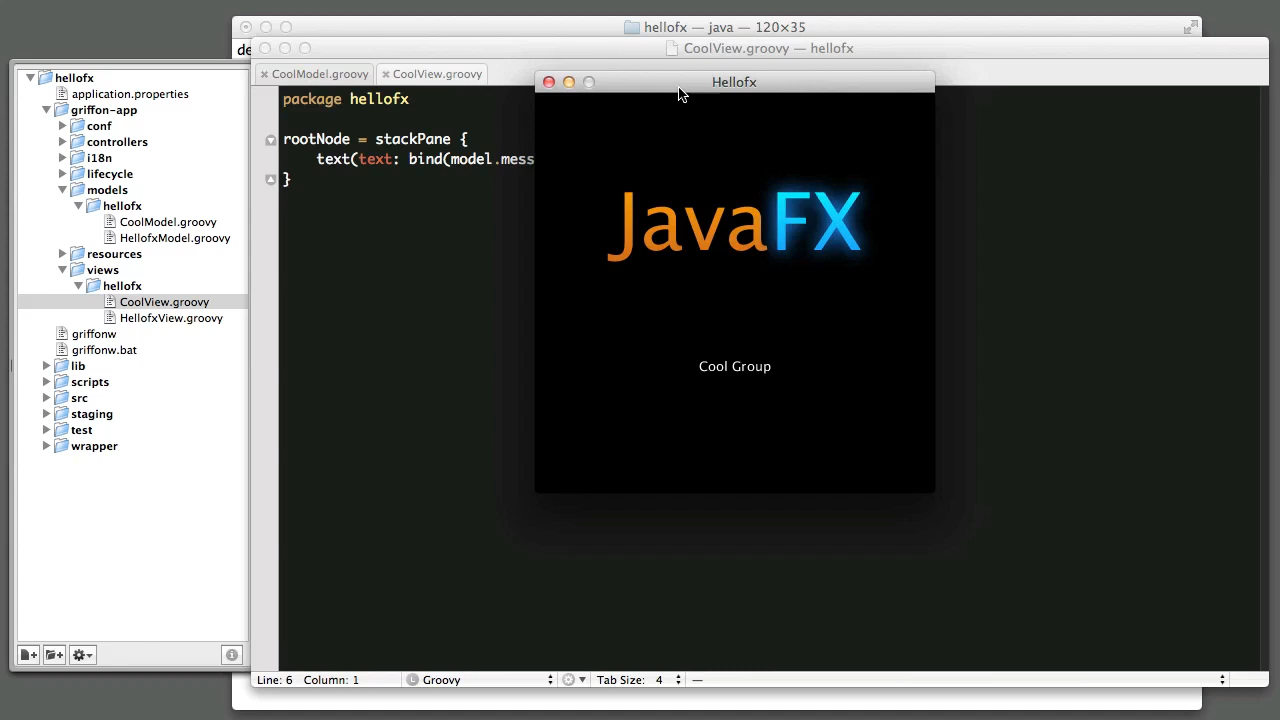 hellofx — java — 120×35
de
CoolView.groovy — hellofx
hellofx
application.properties
griffon-app
conf
controllers
i18n
lifecycle
models
hellofx
CoolModel.groovy
HellofxModel.groovy
resources
views
hellofx
CoolView.groovy
HellofxView.groovy
griffonw
griffonw.bat
lib
scripts
src
staging
test
wrapper
CoolModel.groovy
CoolView.groovy
package hellofx
rootNode = stackPane {
text(text: bind(model.mess
}
Hellofx
JavaFX
Cool Group
Line: 6 Column: 1
L Groovy
Tab Size: 4
—